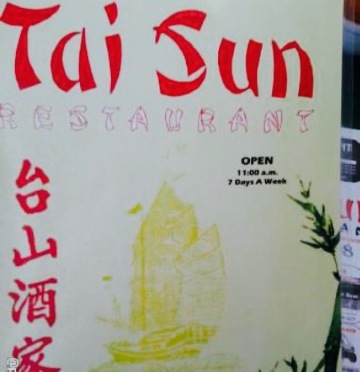 Tai Sun
RESTAURANT
OPEN
11:00 a.m.
7 Days A Week
台山酒家